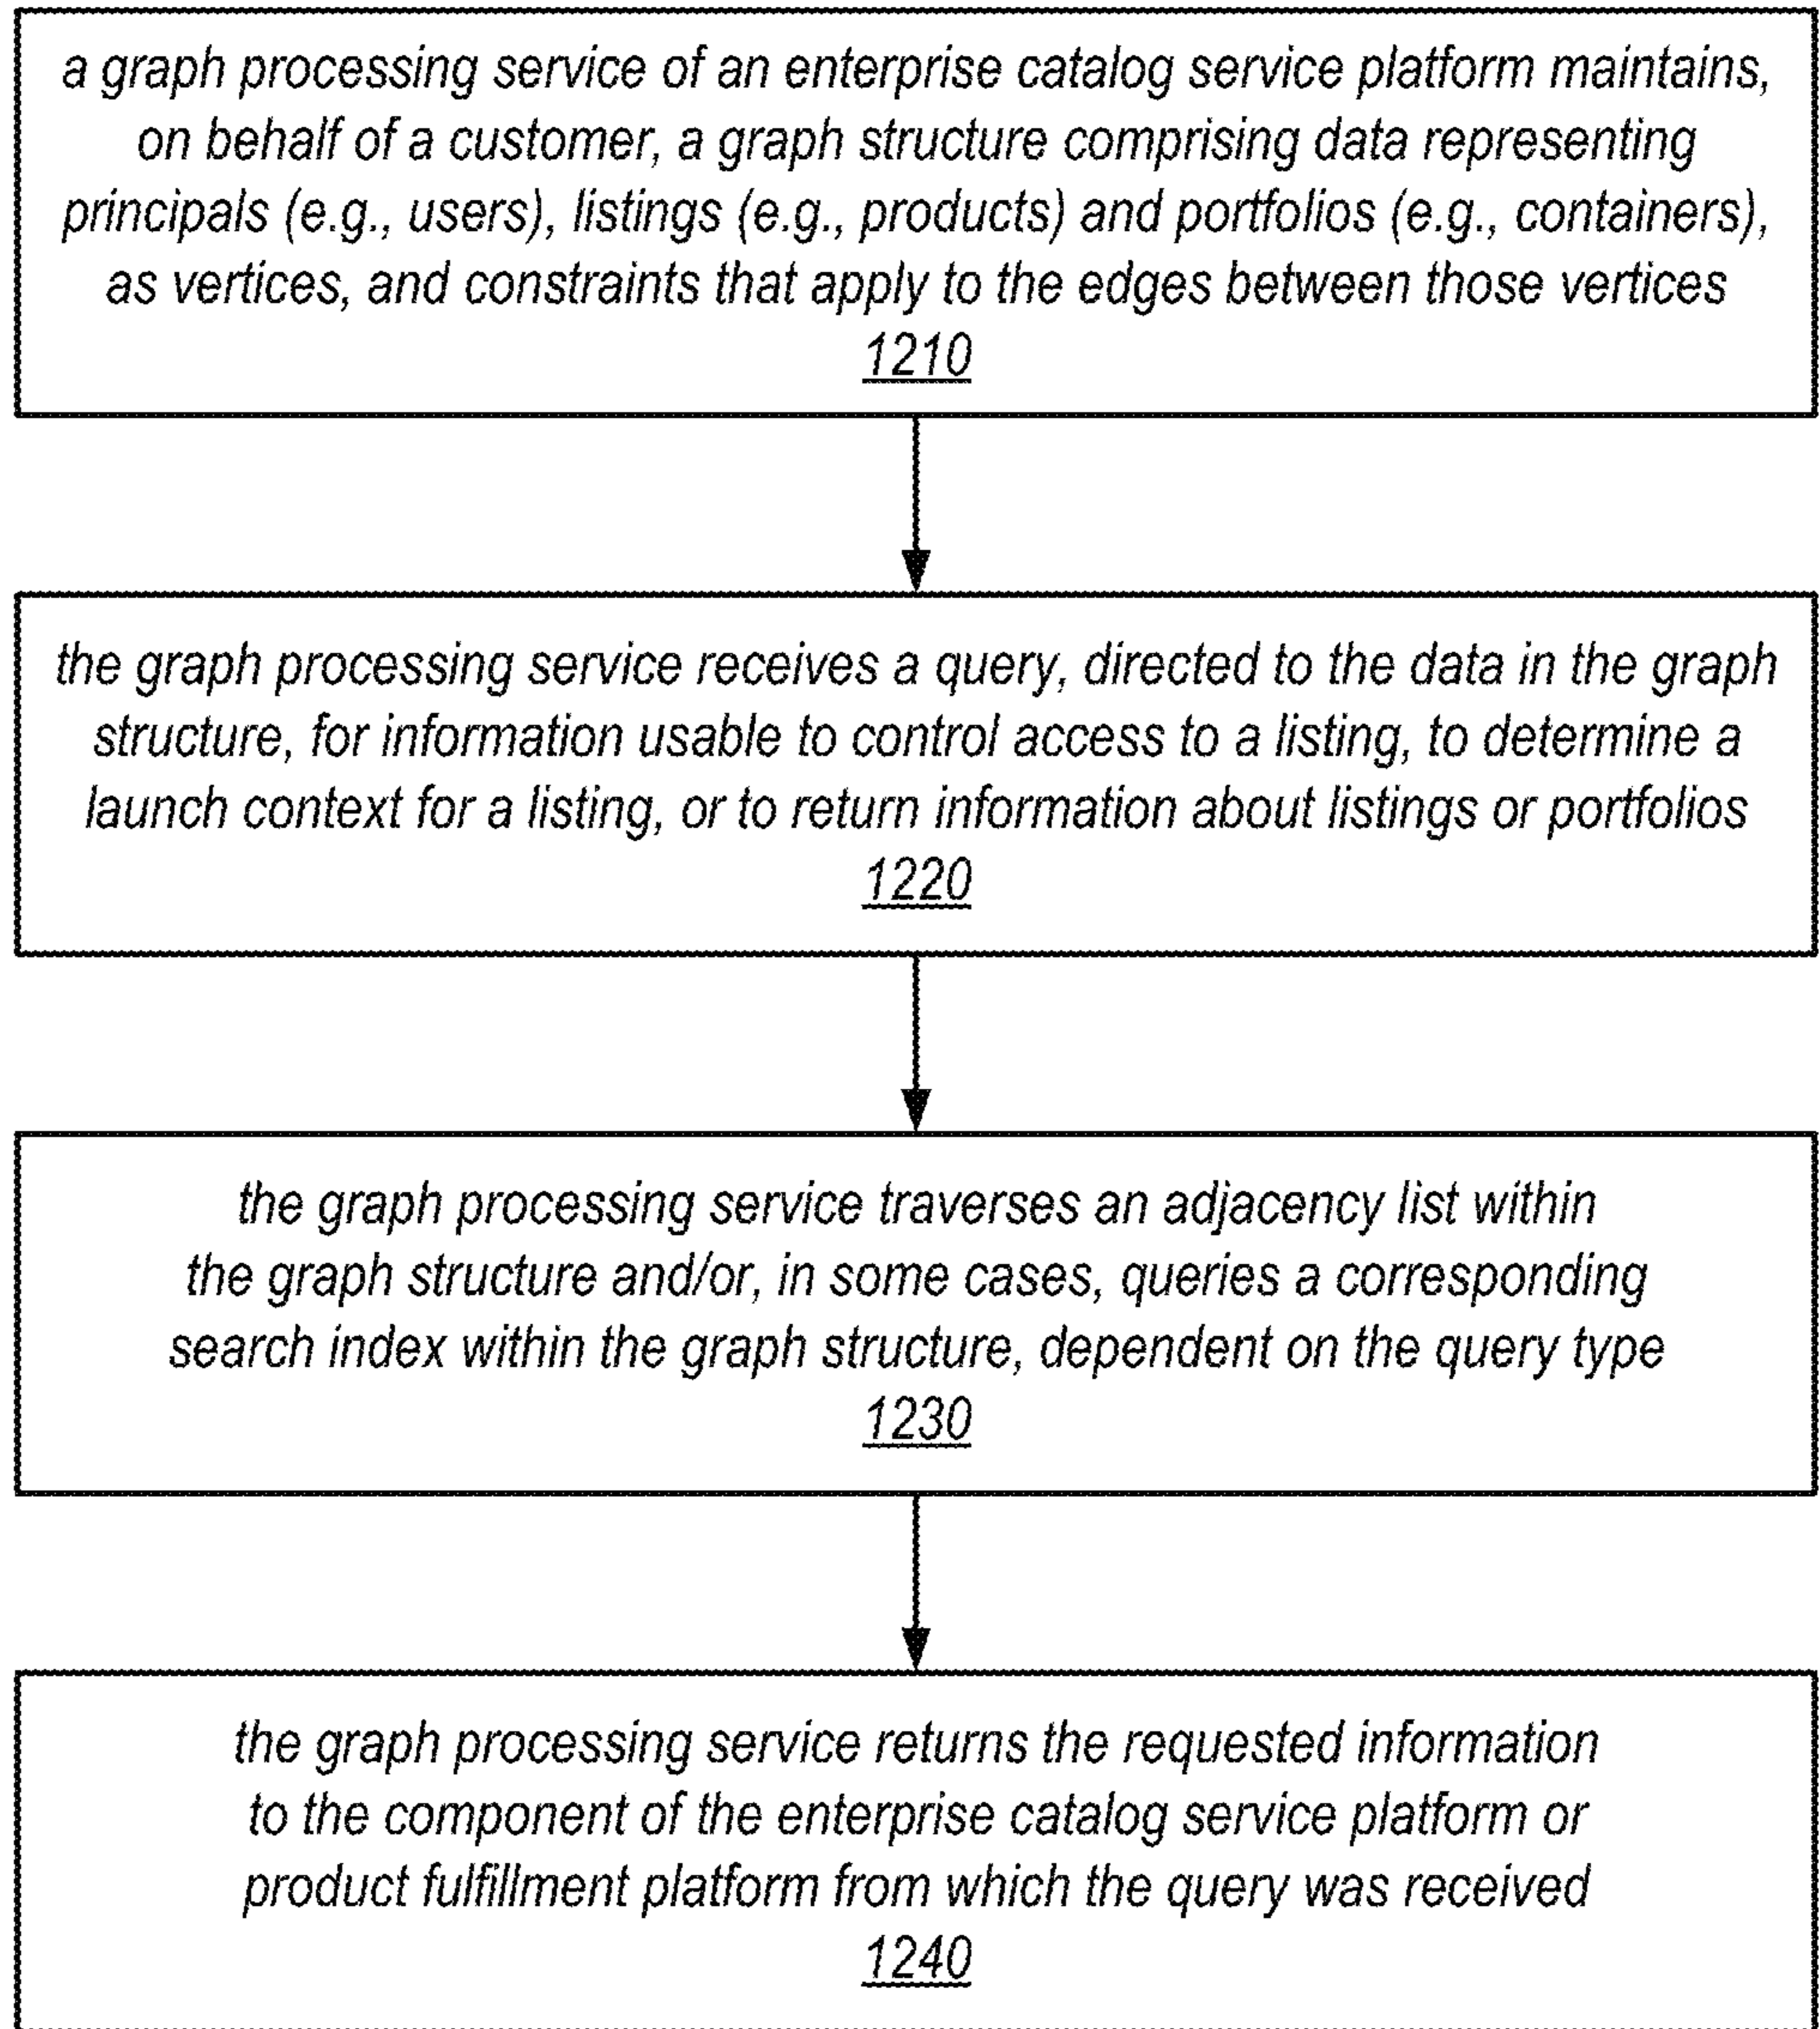 a graph processing service of an enterprise catalog service platform maintains,
on behalf of a customer, a graph structure comprising data representing
principals (e.g., users), listings (e.g., products) and portfolios (e.g., containers),
as vertices, and constraints that apply to the edges between those vertices
1210
the graph processing service receives a query, directed to the data in the graph
structure, for information usable to control access to a listing, to determine a
launch context for a listing, or to return information about listings or portfolios
1220
the graph processing service traverses an adjacency list within
the graph structure and/or, in some cases, queries a corresponding
search index within the graph structure, dependent on the query type
1230
the graph processing service returns the requested information
to the component of the enterprise catalog service platform or
product fulfillment platform from which the query was received
1240